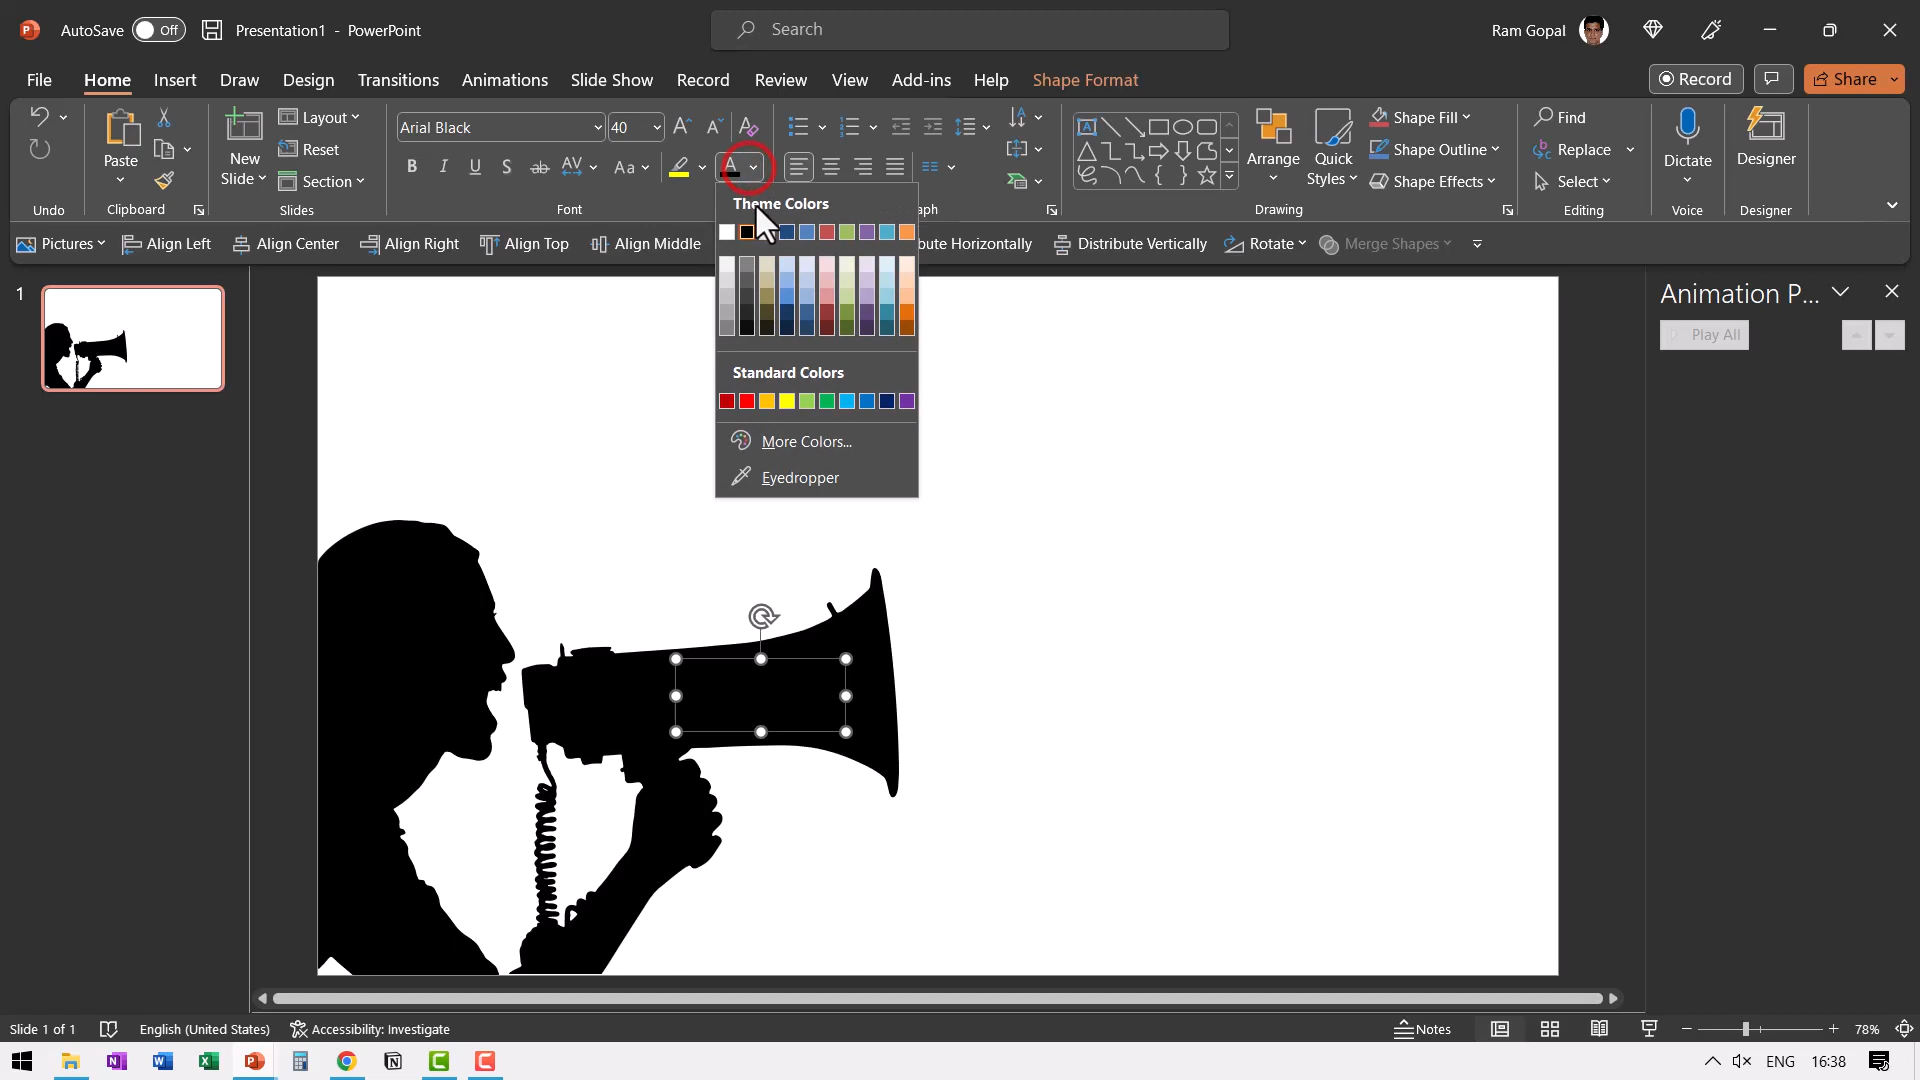 AutoSave Off Presentation1 - PowerPoint Search Ram Gopal
File Home Insert Draw Design Transitions Animations Slide Show Record Review View Add-ins Help Shape Format Record Share
Paste New Slide Layout Reset Section Arial Black 40 Arrange Quick Styles Shape Fill Shape Outline Shape Effects Find Replace Select Dictate Designer
Undo Clipboard Slides Font Drawing Editing Voice Designer
Pictures Align Left Align Center Align Right Align Top Align Middle Distribute Vertically Rotate Merge Shapes
Theme Colors
Standard Colors
More Colors...
Eyedropper
1
Animation P...
Play All
Slide 1 of 1 English (United States) Accessibility: Investigate Notes 78%
ENG 16:38